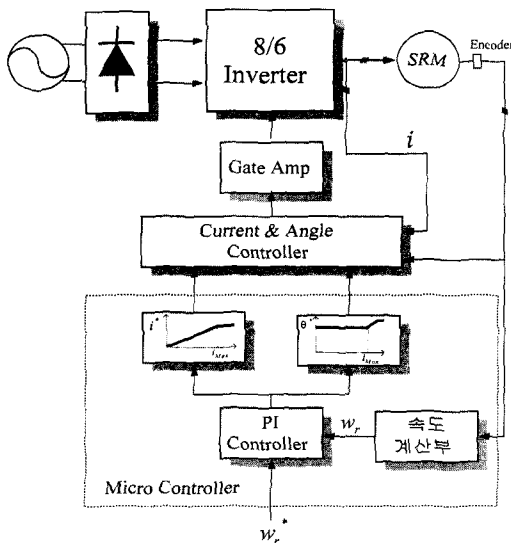 8/6
Inverter
SRM
Encoder
i
Gate Amp
Current & Angle
Controller
i*
i_Max
θ*
i_Max
PI
Controller
w_r
속도
계산부
Micro Controller
w_r*